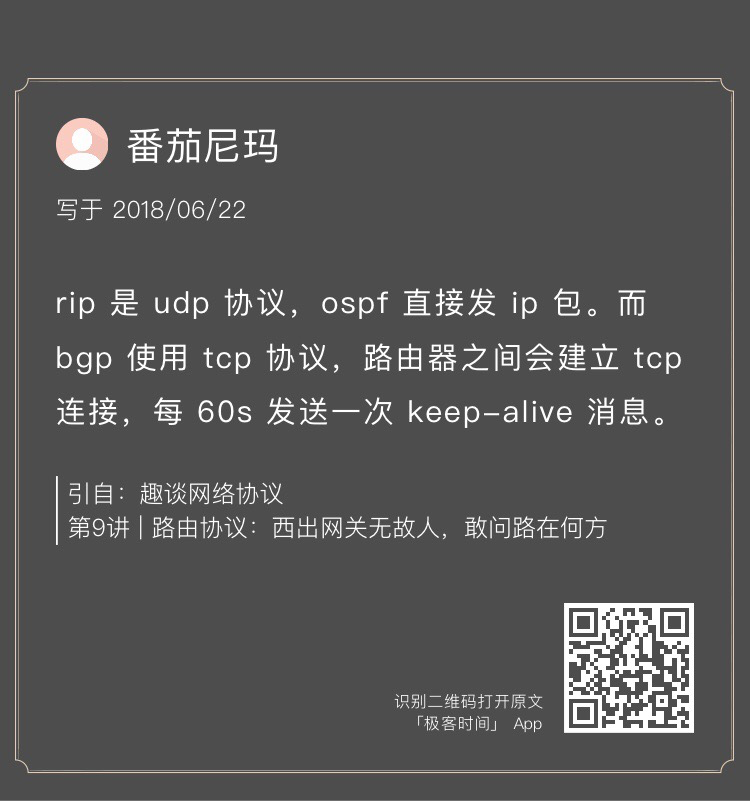 番茄尼玛
写于 2018/06/22
rip 是 udp 协议，ospf 直接发 ip 包。而
bgp 使用 tcp 协议，路由器之间会建立 tcp
连接，每 60s 发送一次 keep-alive 消息。
引自：趣谈网络协议
第9讲 | 路由协议：西出网关无故人，敢问路在何方
识别二维码打开原文
「极客时间」 App